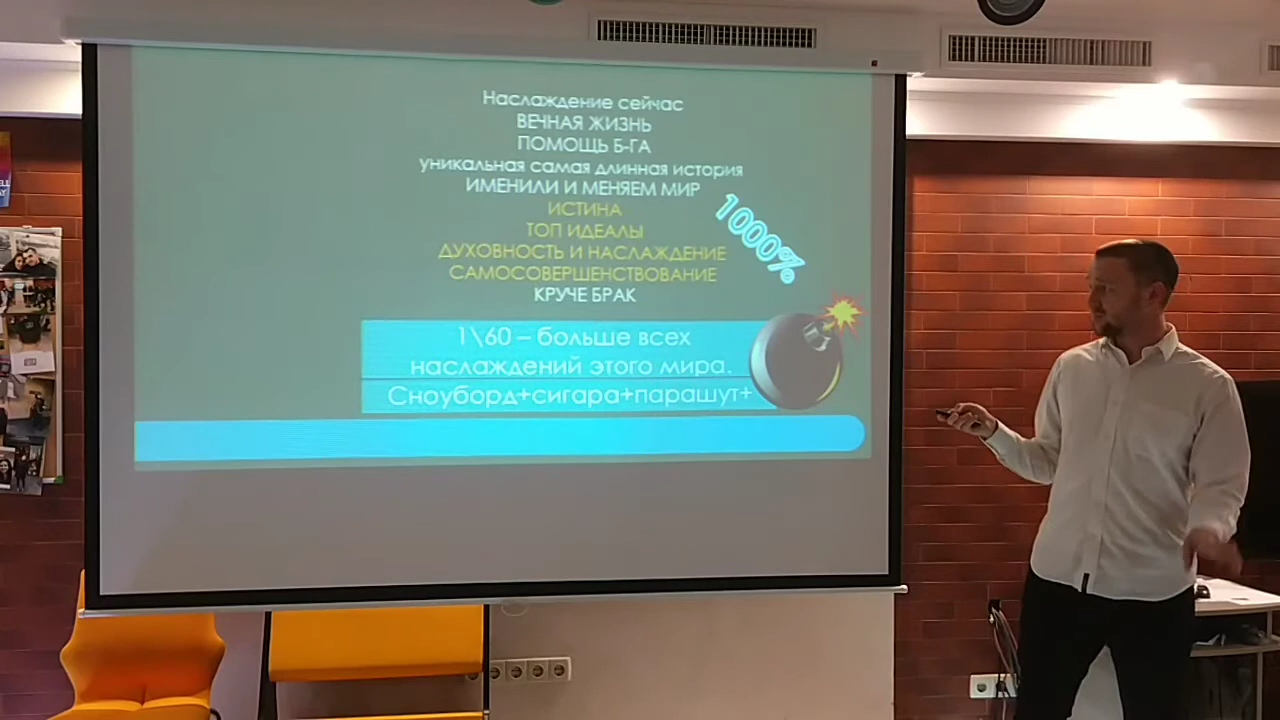 Наслаждение сейчас
ВЕЧНАЯ ЖИЗНЬ
ПОМОЩЬ Б-ГА
уникальная самая длинная история
ИМЕНИЛИ И МЕНЯЕМ МИР
ИСТИНА
ТОП ИДЕАЛЫ
ДУХОВНОСТЬ И НАСЛАЖДЕНИЕ
САМОСОВЕРШЕНСТВОВАНИЕ
КРУЧЕ БРАК
1000%
1\60 – больше всех
наслаждений этого мира.
Сноуборд+сигара+парашут+